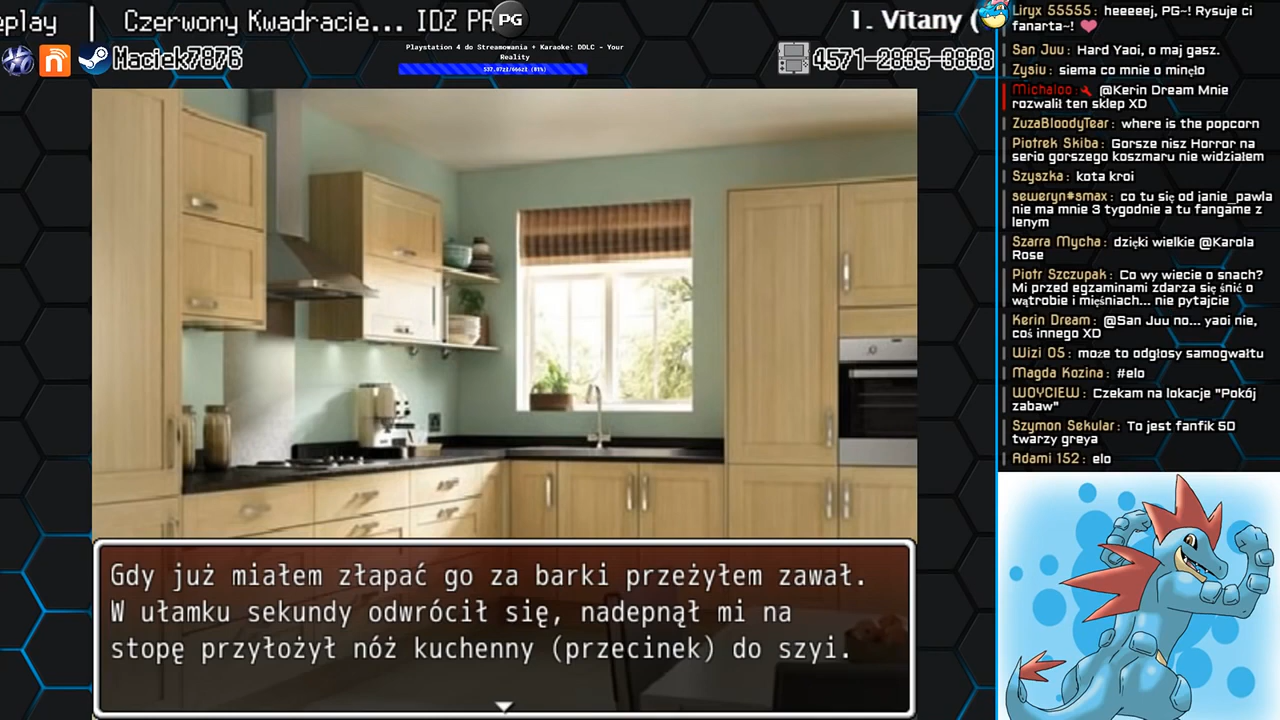 eplay | Czerwony Kwadracie... IDZ PR
PG
1. Vitany (
Maciek7876
Playstation 4 do Streamowania + Karaoke: DDLC - Your
Reality
4571-2835-3838
Gdy już miałem złapać go za barki przeżyłem zawał.
W ułamku sekundy odwrócił się, nadepnął mi na
stopę przyłożył nóż kuchenny (przecinek) do szyi.
Liryx 55555: heeeeej, PG~! Rysuje ci
fanarta~!
San Juu: Hard Yaoi, o maj gasz.
Zysiu: siema co mnie o minęlo
Michaloo: @Kerin Dream Mnie
rozwalił ten sklep XD
ZuzaBloodyTear: where is the popcorn
Piotrek Skiba: Gorsze nisz Horror na
serio gorszego koszmaru nie widziałem
Szyszka: kota kroi
seweryn#smax: co tu się od janie_pawla
nie ma mnie 3 tygodnie a tu fangame z
lenym
Szarra Mycha: dzięki wielkie @Karola
Rose
Piotr Szczupak: Co wy wiecie o snach?
Mi przed egzaminami zdarza się śnić o
wątrobie i mięśniach... nie pytajcie
Kerin Dream: @San Juu no... yaoi nie,
coś innego XD
Wizi OS: może to odgłosy samogwałtu
Magda Kozina: #elo
WOYCIEW: Czekam na lokacje "Pokój
zabaw"
Szymon Sekular: To jest fanfik 50
twarzy greya
Adami 152: elo